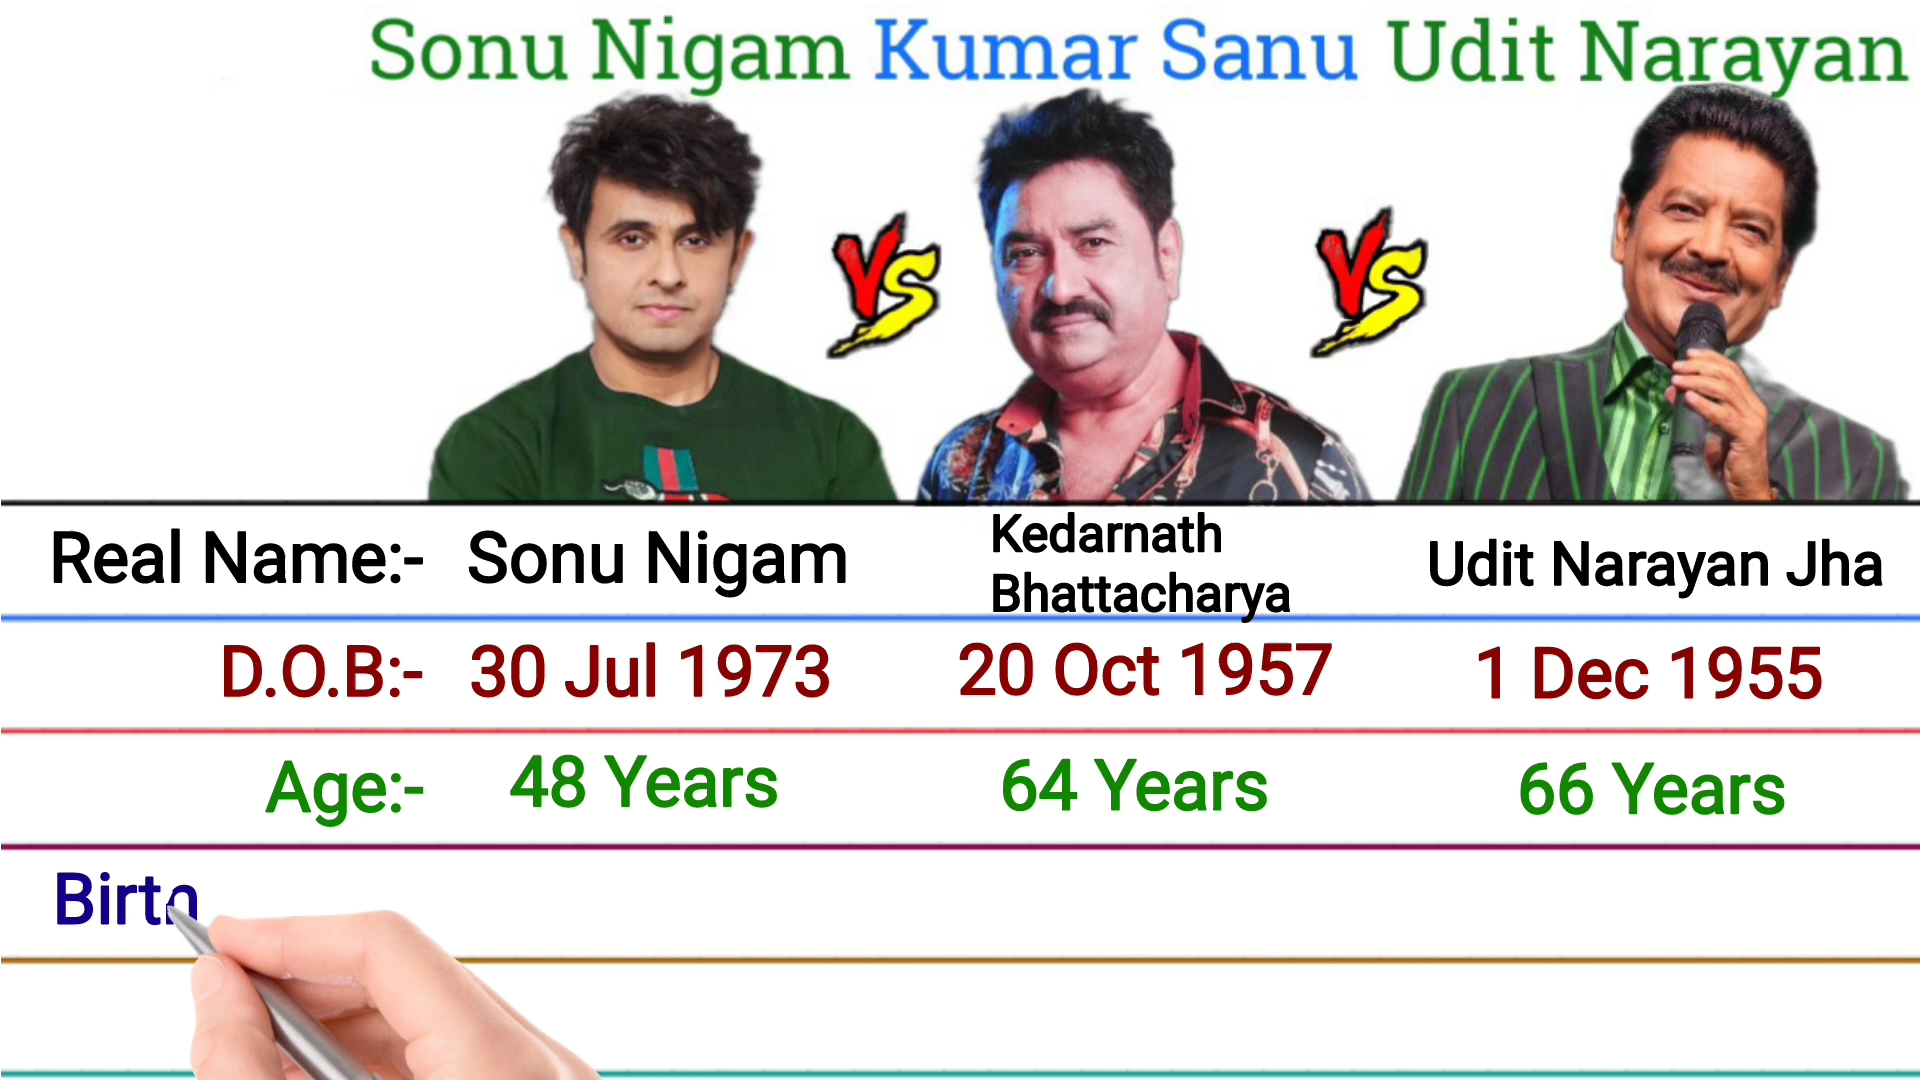 Sonu Nigam Kumar Sanu Udit Narayan
VS VS
Real Name:- Sonu Nigam Kedarnath Bhattacharya Udit Narayan Jha
D.O.B:- 30 Jul 1973 20 Oct 1957 1 Dec 1955
Age:- 48 Years 64 Years 66 Years
Birth